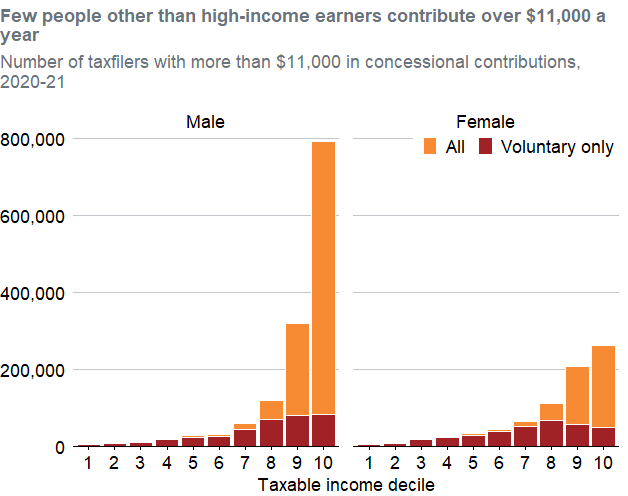 Few people other than high-income earners contribute over $11,000 a
year
Number of taxfilers with more than $11,000 in concessional contributions,
2020-21
Male
Female
All
Voluntary only
800,000
600,000
400,000
200,000
0
1 2 3 4 5 6 7 8 9 10
1 2 3 4 5 6 7 8 9 10
Taxable income decile